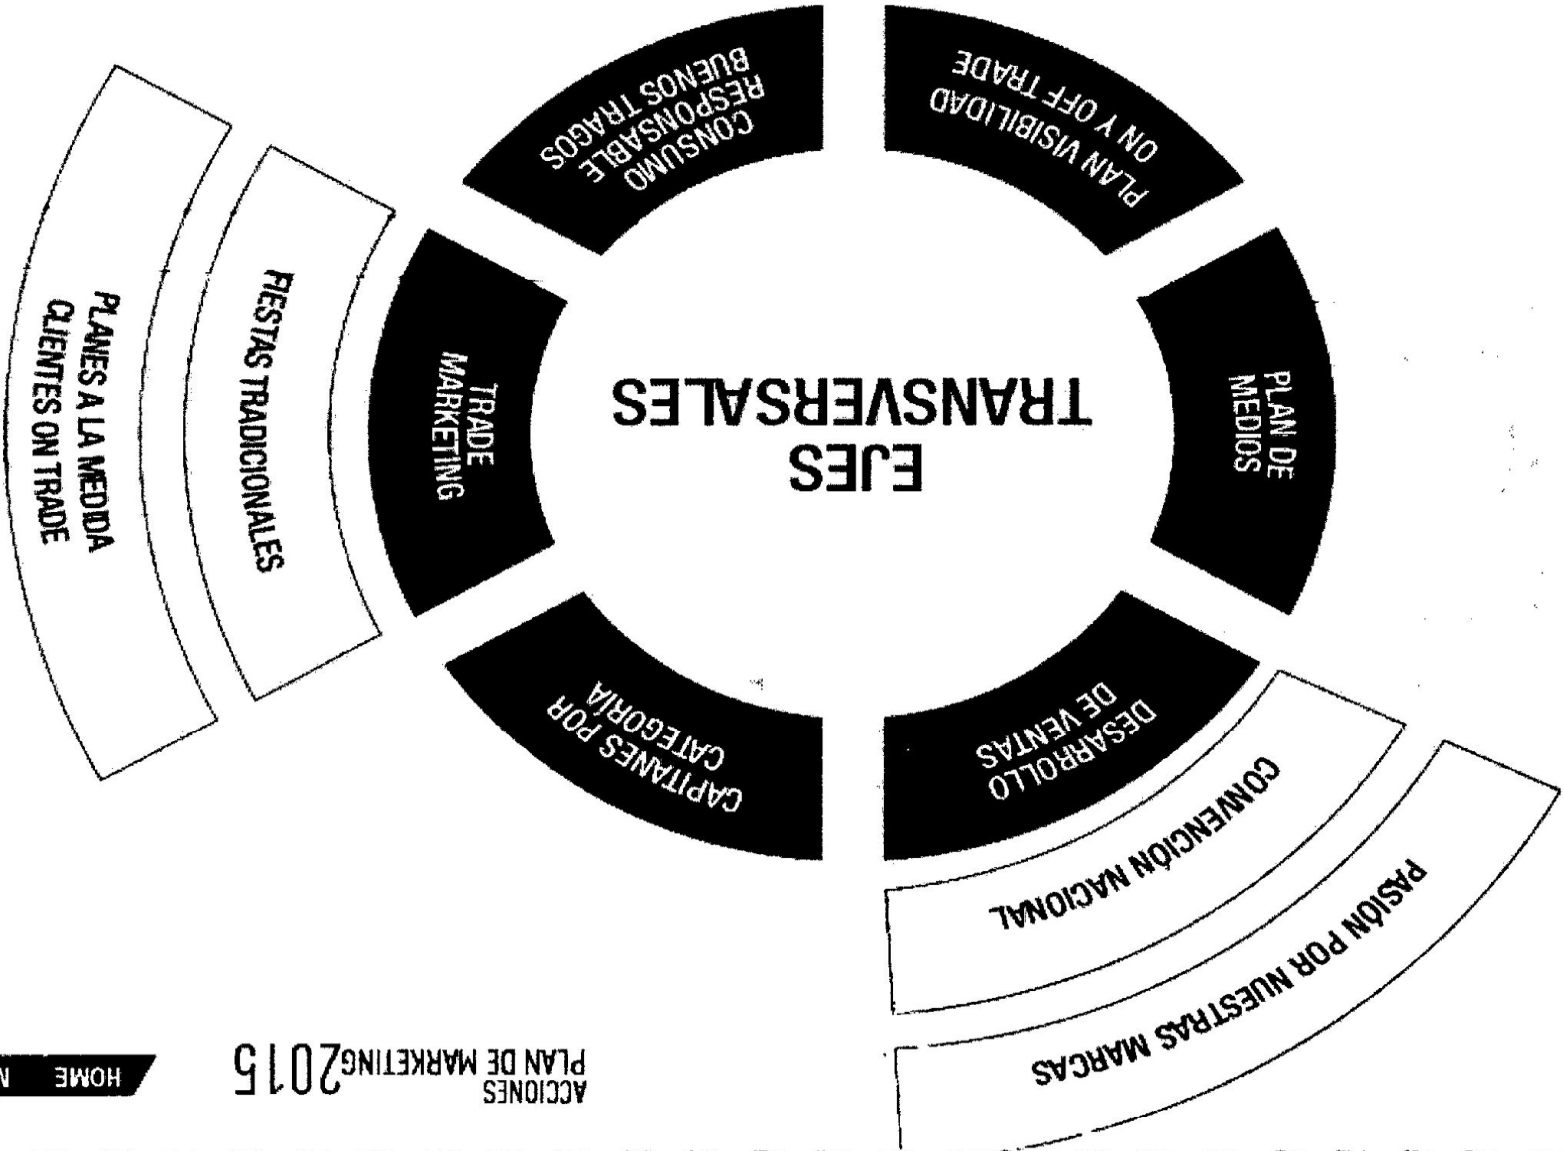 HOME
ACCIONES
PLAN DE MARKETING 2015
PASIÓN POR NUESTRAS MARCAS
CONVENCIÓN NACIONAL
DESARROLLO
DE VENTAS
CAPITANES POR
CATEGORÍA
PLAN DE
MEDIOS
EJES
TRANSVERSALES
TRADE
MARKETING
FIESTAS TRADICIONALES
PLANES A LA MEDIDA
CLIENTES ON TRADE
PLAN VISIBILIDAD
ON Y OFF TRADE
CONSUMO
RESPONSABLE
BUENOS TRAGOS